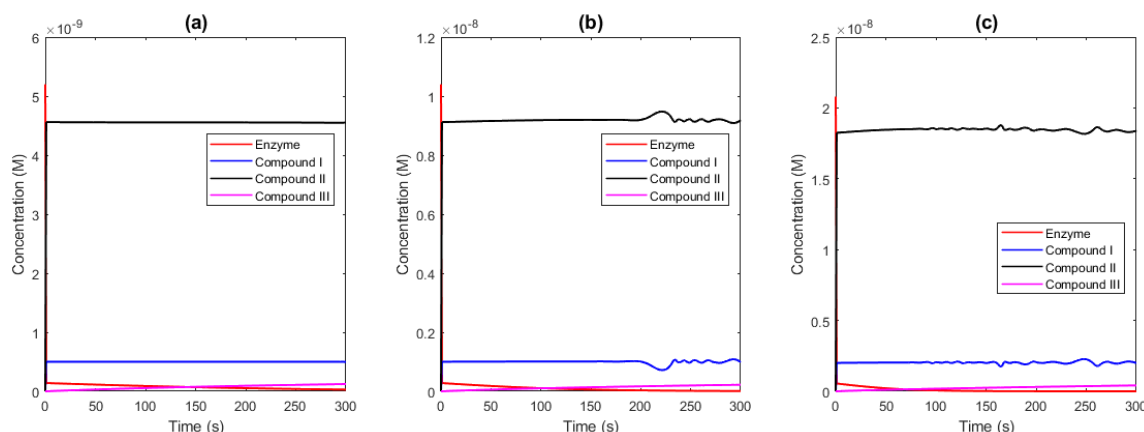 (a)
×10⁻⁹
6
5
4
3
2
1
0
Concentration (M)
Enzyme
Compound I
Compound II
Compound III
0 50 100 150 200 250 300
Time (s)
(b)
×10⁻⁸
1.2
1
0.8
0.6
0.4
0.2
0
Concentration (M)
Enzyme
Compound I
Compound II
Compound III
0 50 100 150 200 250 300
Time (s)
(c)
×10⁻⁸
2.5
2
1.5
1
0.5
0
Concentration (M)
Enzyme
Compound I
Compound II
Compound III
0 50 100 150 200 250 300
Time (s)